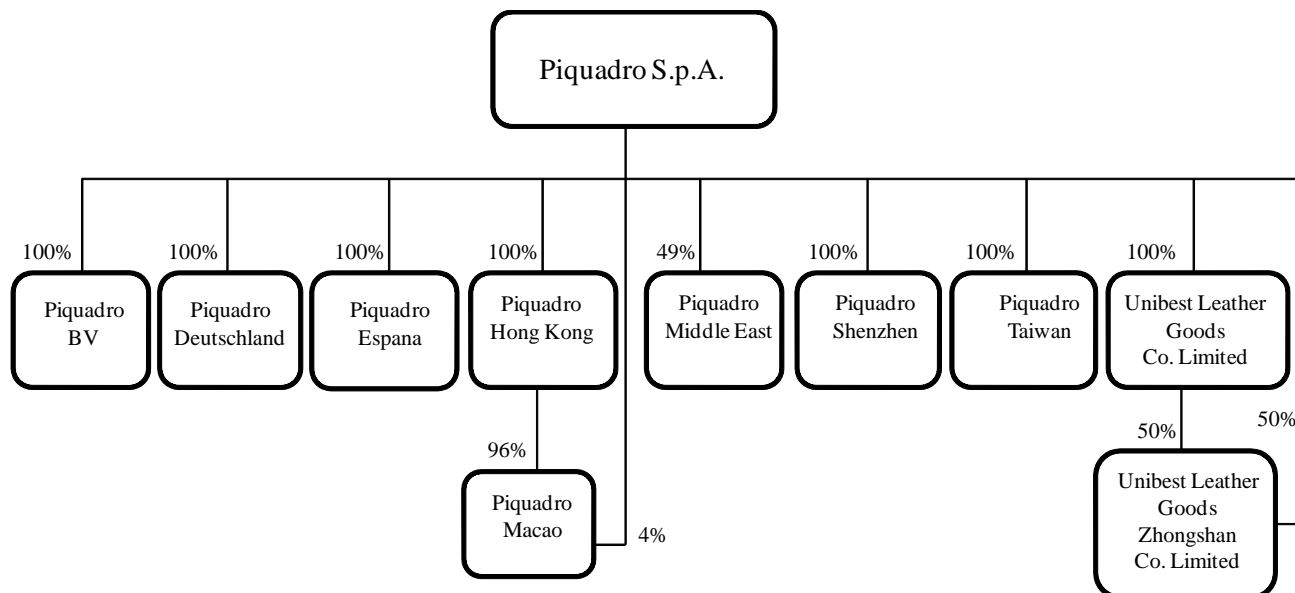 Piquadro S.p.A.
100%
100%
100%
100%
49%
100%
100%
100%
Piquadro
BV
Piquadro
Deutschland
Piquadro
Espana
Piquadro
Hong Kong
Piquadro
Middle East
Piquadro
Shenzhen
Piquadro
Taiwan
Unibest Leather
Goods
Co. Limited
96%
50%
50%
Piquadro
Macao
4%
Unibest Leather
Goods
Zhongshan
Co. Limited